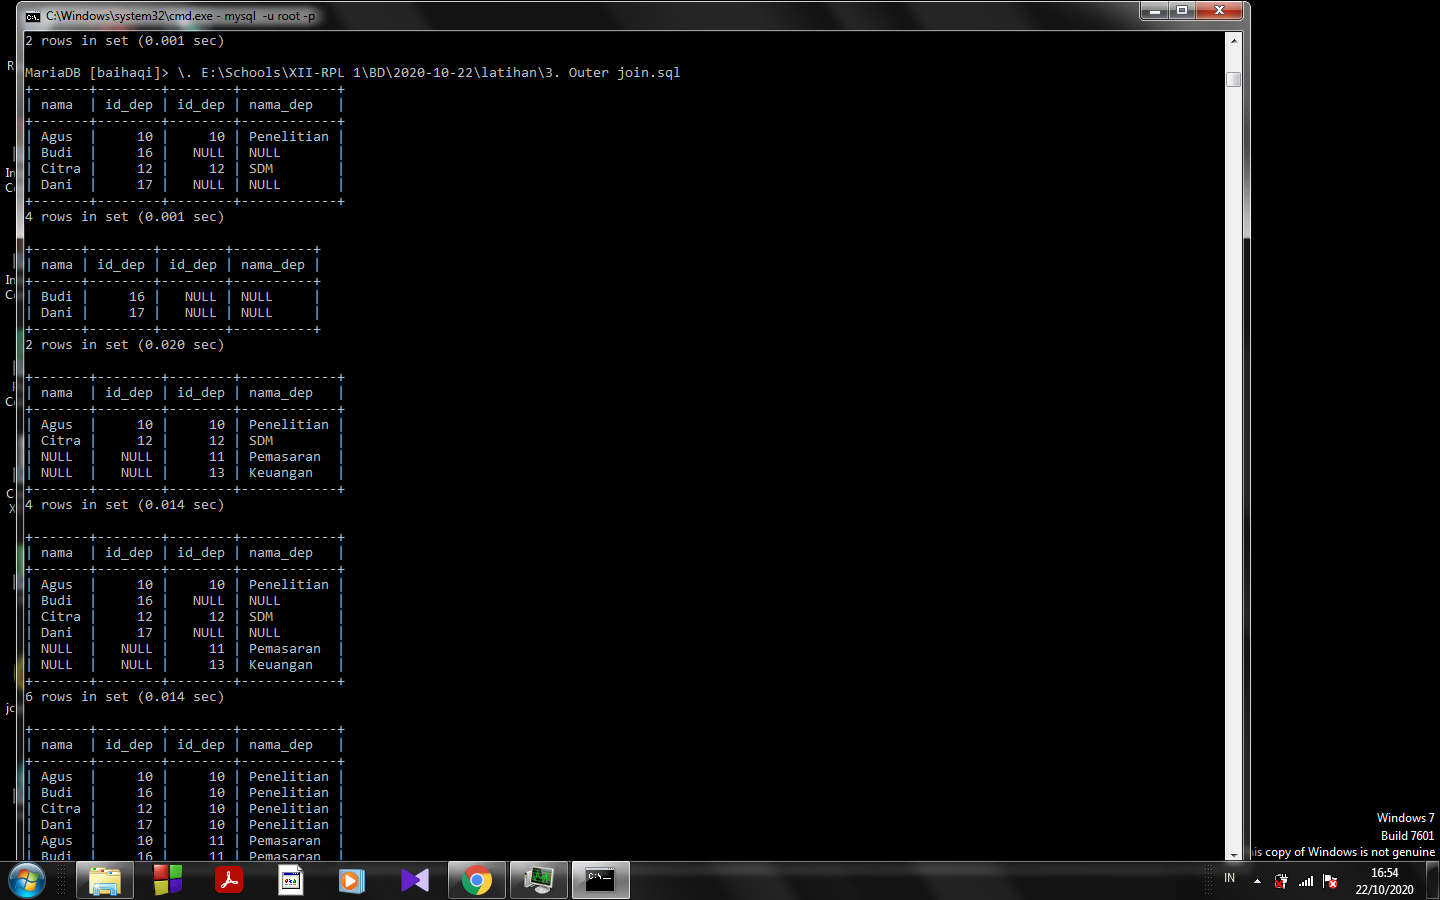 C:\Windows\system32\cmd.exe - mysql  -u root -p
2 rows in set (0.001 sec)
MariaDB [baihaqi]> \. E:\Schools\XII-RPL 1\BD\2020-10-22\latihan\3. Outer join.sql
+-------+--------+--------+------------+
| nama  | id_dep | id_dep | nama_dep   |
+-------+--------+--------+------------+
| Agus  |     10 |     10 | Penelitian |
| Budi  |     16 |   NULL | NULL       |
| Citra |     12 |     12 | SDM        |
| Dani  |     17 |   NULL | NULL       |
+-------+--------+--------+------------+
4 rows in set (0.001 sec)
+------+--------+--------+----------+
| nama | id_dep | id_dep | nama_dep |
+------+--------+--------+----------+
| Budi |     16 |   NULL | NULL     |
| Dani |     17 |   NULL | NULL     |
+------+--------+--------+----------+
2 rows in set (0.020 sec)
+-------+--------+--------+------------+
| nama  | id_dep | id_dep | nama_dep   |
+-------+--------+--------+------------+
| Agus  |     10 |     10 | Penelitian |
| Citra |     12 |     12 | SDM        |
| NULL  |   NULL |     11 | Pemasaran  |
| NULL  |   NULL |     13 | Keuangan   |
+-------+--------+--------+------------+
4 rows in set (0.014 sec)
+-------+--------+--------+------------+
| nama  | id_dep | id_dep | nama_dep   |
+-------+--------+--------+------------+
| Agus  |     10 |     10 | Penelitian |
| Budi  |     16 |   NULL | NULL       |
| Citra |     12 |     12 | SDM        |
| Dani  |     17 |   NULL | NULL       |
| NULL  |   NULL |     11 | Pemasaran  |
| NULL  |   NULL |     13 | Keuangan   |
+-------+--------+--------+------------+
6 rows in set (0.014 sec)
+-------+--------+--------+------------+
| nama  | id_dep | id_dep | nama_dep   |
+-------+--------+--------+------------+
| Agus  |     10 |     10 | Penelitian |
| Budi  |     16 |     10 | Penelitian |
| Citra |     12 |     10 | Penelitian |
| Dani  |     17 |     10 | Penelitian |
| Agus  |     10 |     11 | Pemasaran  |
| Budi  |     16 |     11 | Pemasaran  |
Windows 7
Build 7601
is copy of Windows is not genuine
IN
16:54
22/10/2020